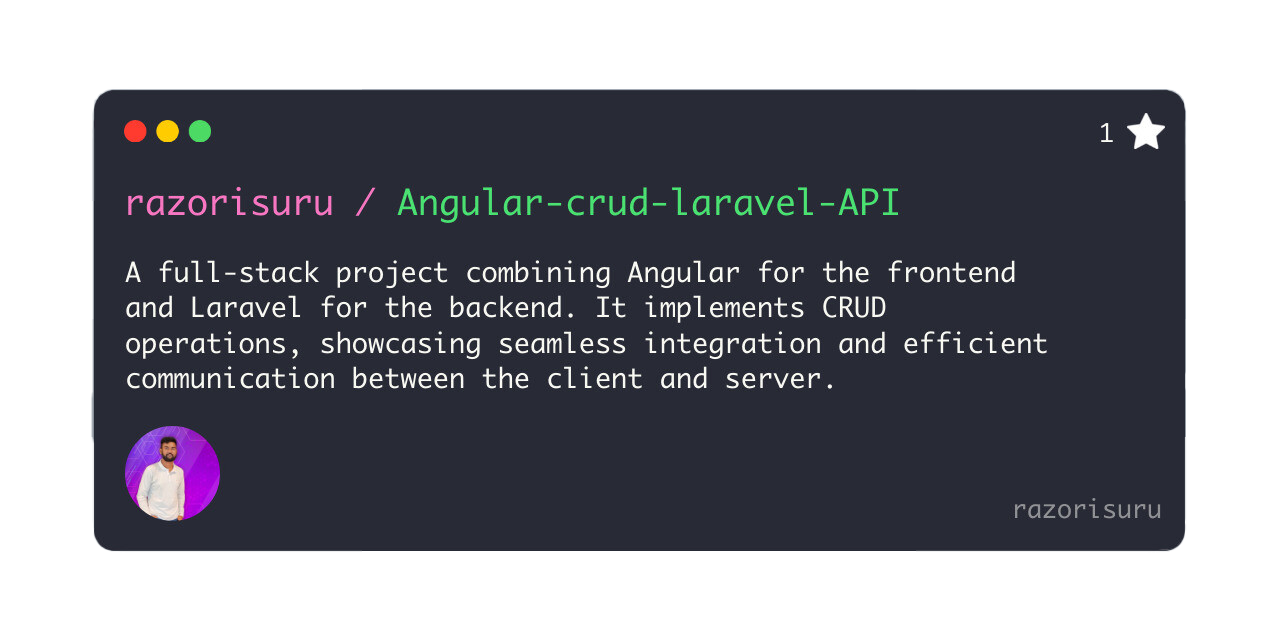 1
razorisuru / Angular-crud-laravel-API
A full-stack project combining Angular for the frontend
and Laravel for the backend. It implements CRUD
operations, showcasing seamless integration and efficient
communication between the client and server.
razorisuru